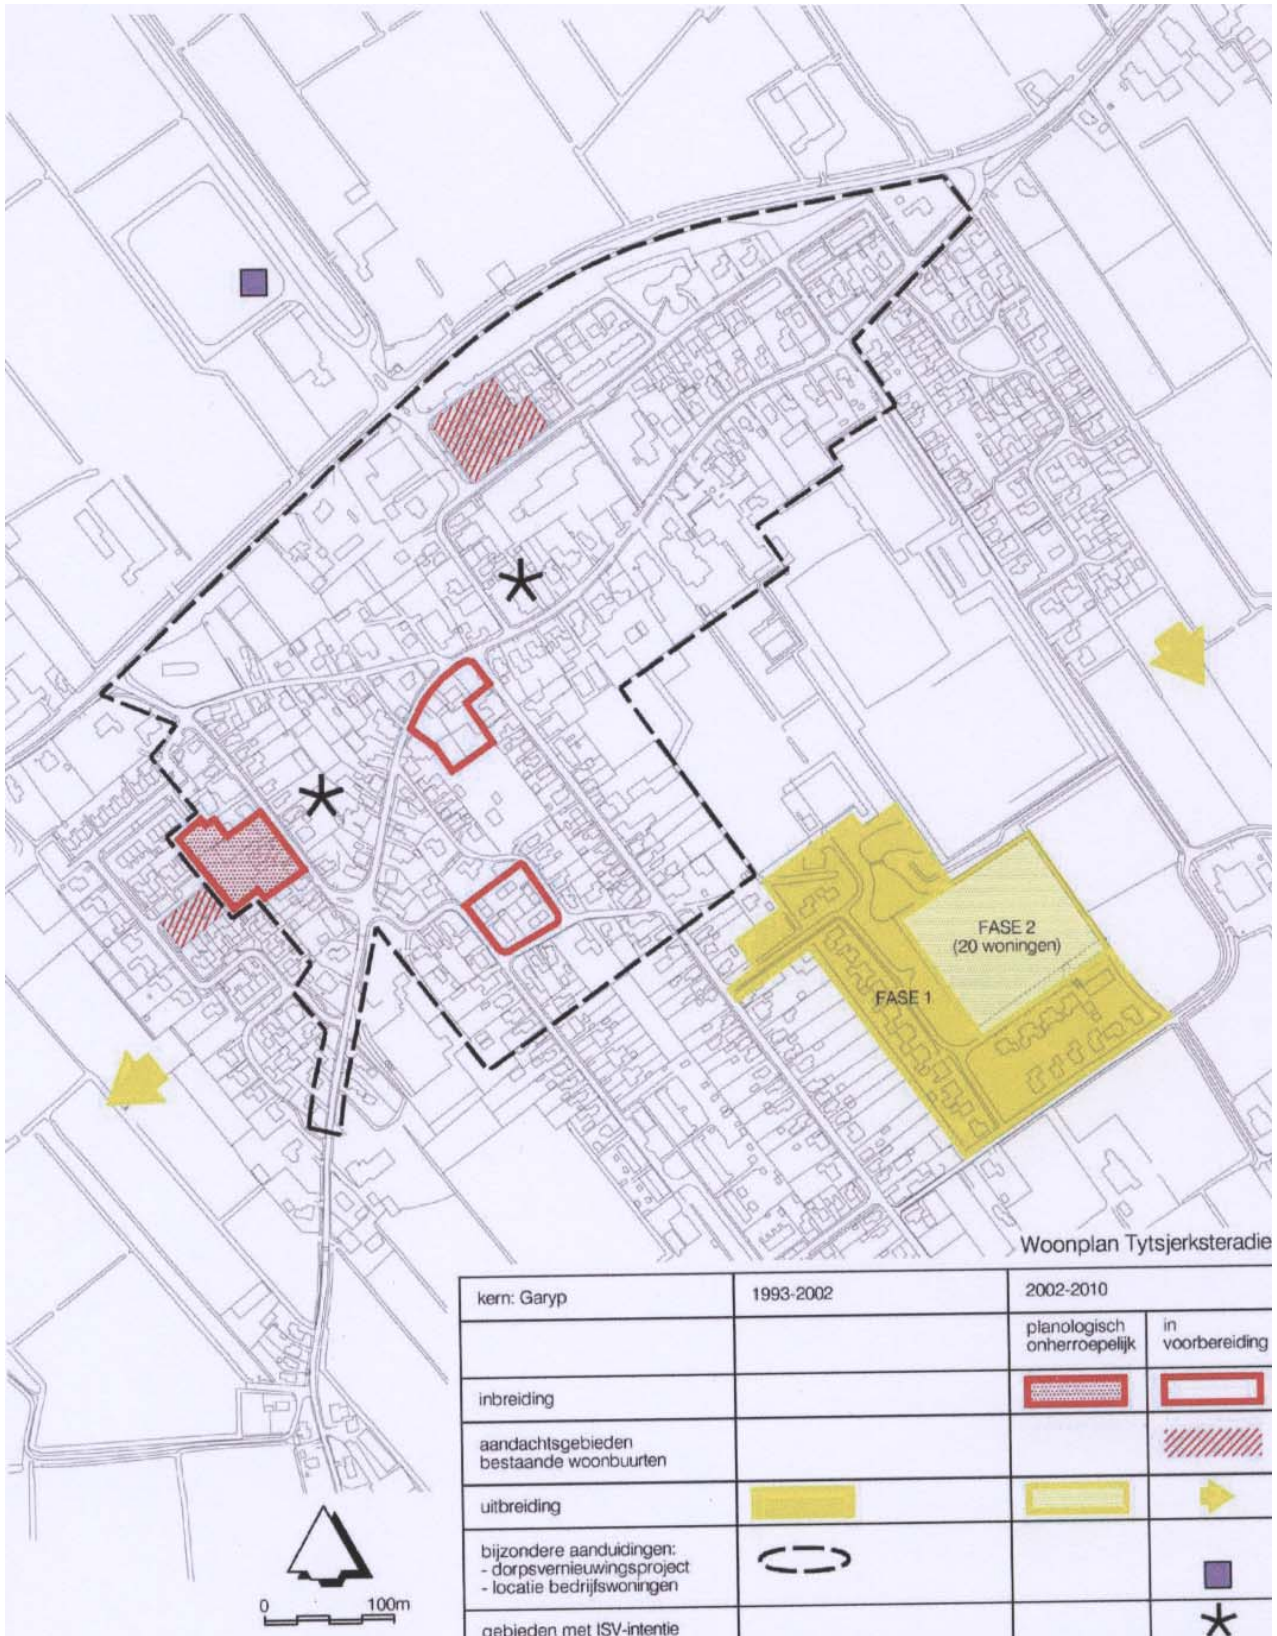 FASE 2
(20 woningen)
FASE 1
Woonplan Tytsjerksteradie
kern: Garyp
1993-2002
2002-2010
planologisch
onherroepelijk
in
voorbereiding
inbreiding
aandachtsgebieden
bestaande woonbuurten
uitbreiding
bijzondere aanduidingen:
- dorpsvernieuwingsproject
- locatie bedrijfswoningen
gebieden met ISV-intentie
0 100m